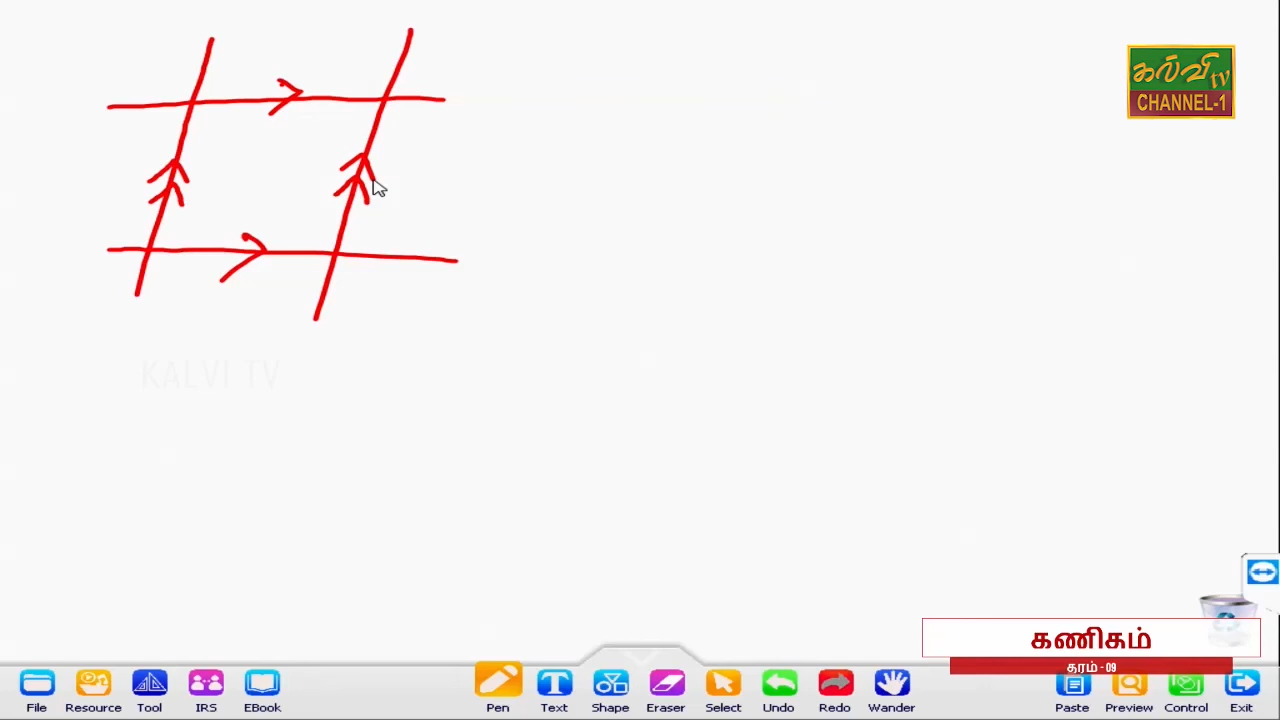 கல்வி tv
CHANNEL-1
KALVI TV
கணிதம்
தரம் - 09
File Resource Tool IRS EBook Pen Text Shape Eraser Select Undo Redo Wander Paste Preview Control Exit